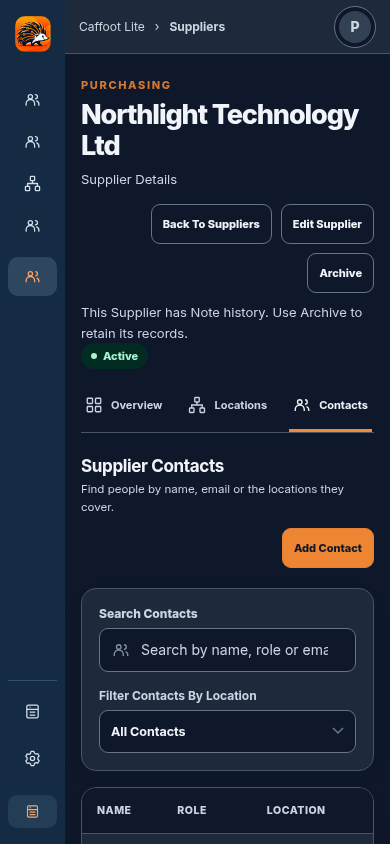 Caffoot Lite › Suppliers
P
PURCHASING
Northlight Technology
Ltd
Supplier Details
Back To Suppliers
Edit Supplier
Archive
This Supplier has Note history. Use Archive to
retain its records.
Active
Overview
Locations
Contacts
Supplier Contacts
Find people by name, email or the locations they
cover.
Add Contact
Search Contacts
Search by name, role or ema
Filter Contacts By Location
All Contacts
NAME ROLE LOCATION